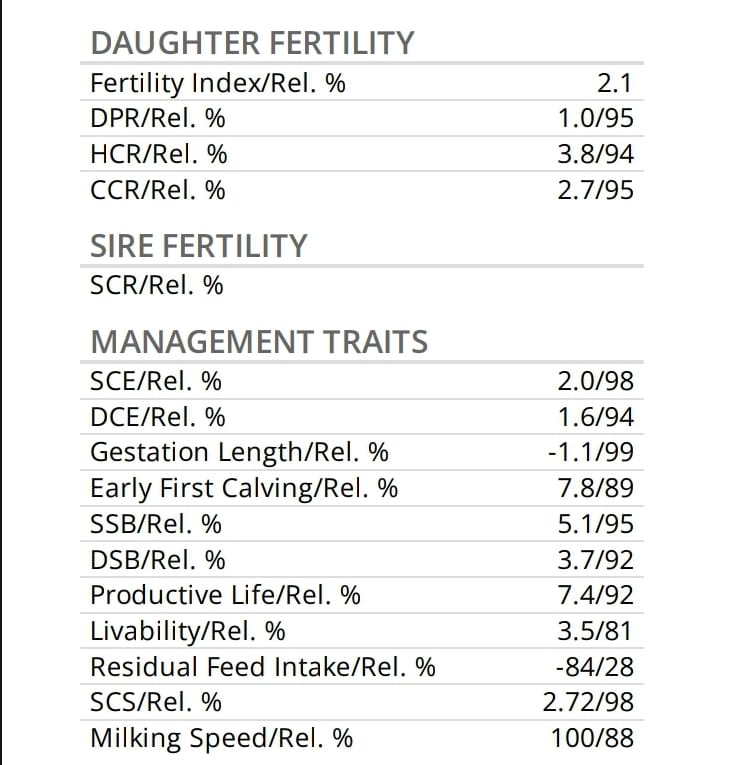 DAUGHTER FERTILITY
Fertility Index/Rel. % 2.1
DPR/Rel. % 1.0/95
HCR/Rel. % 3.8/94
CCR/Rel. % 2.7/95
SIRE FERTILITY
SCR/Rel. %
MANAGEMENT TRAITS
SCE/Rel. % 2.0/98
DCE/Rel. % 1.6/94
Gestation Length/Rel. % -1.1/99
Early First Calving/Rel. % 7.8/89
SSB/Rel. % 5.1/95
DSB/Rel. % 3.7/92
Productive Life/Rel. % 7.4/92
Livability/Rel. % 3.5/81
Residual Feed Intake/Rel. % -84/28
SCS/Rel. % 2.72/98
Milking Speed/Rel. % 100/88